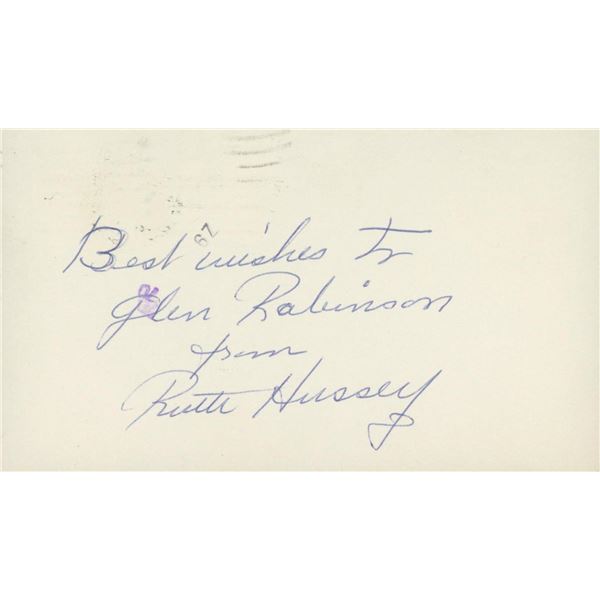 Best wishes to
Glen Robinson
from
Ruth Hussey